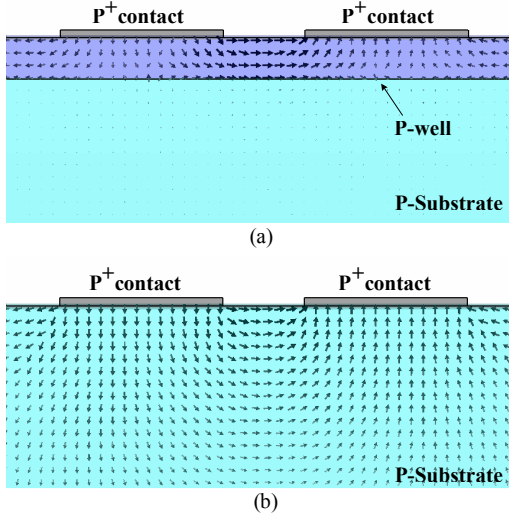 P+contact P+contact
P-well
P-Substrate
(a)
P+contact P+contact
P-Substrate
(b)